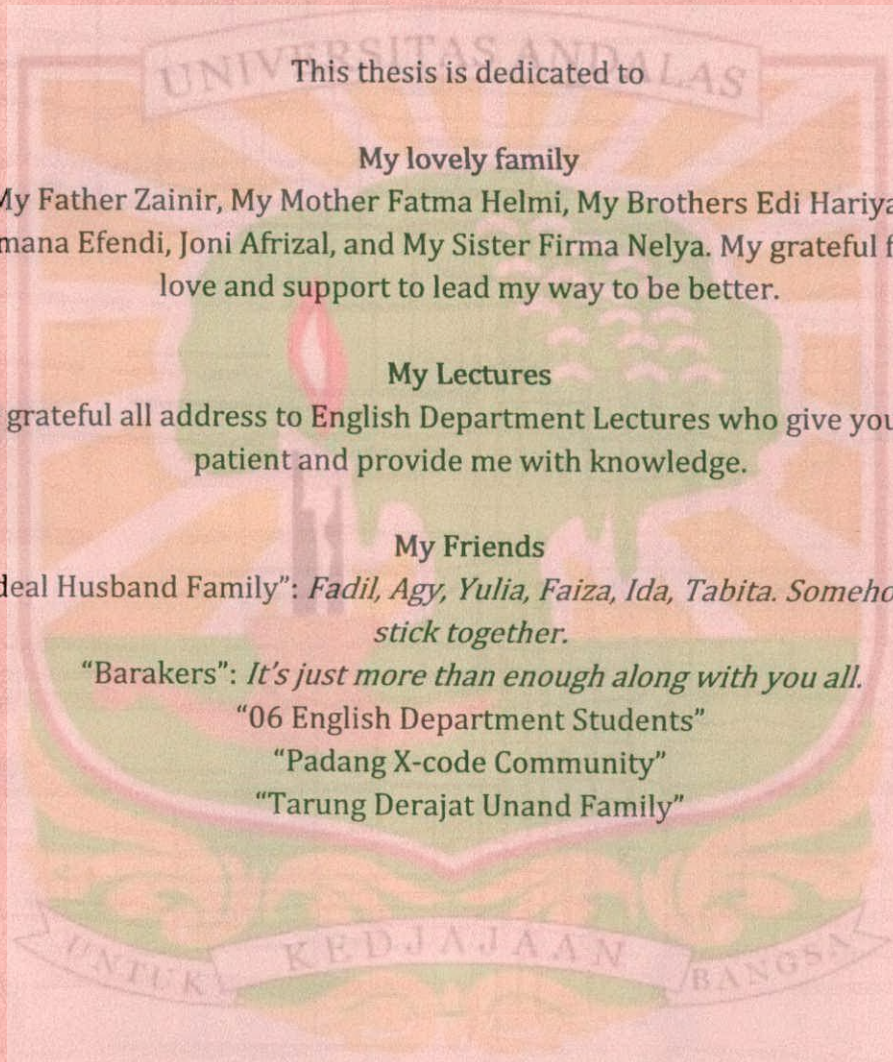 UNIVERSITAS ANDALAS
This thesis is dedicated to
My lovely family
My Father Zainir, My Mother Fatma Helmi, My Brothers Edi Hariya
mana Efendi, Joni Afrizal, and My Sister Firma Nelya. My grateful f
love and support to lead my way to be better.
My Lectures
grateful all address to English Department Lectures who give you
patient and provide me with knowledge.
My Friends
deal Husband Family”: Fadil, Agy, Yulia, Faiza, Ida, Tabita. Someho
stick together.
“Barakers”: It’s just more than enough along with you all.
“06 English Department Students”
“Padang X-code Community”
“Tarung Derajat Unand Family”
UNTUK KEDJAJAAN BANGSA